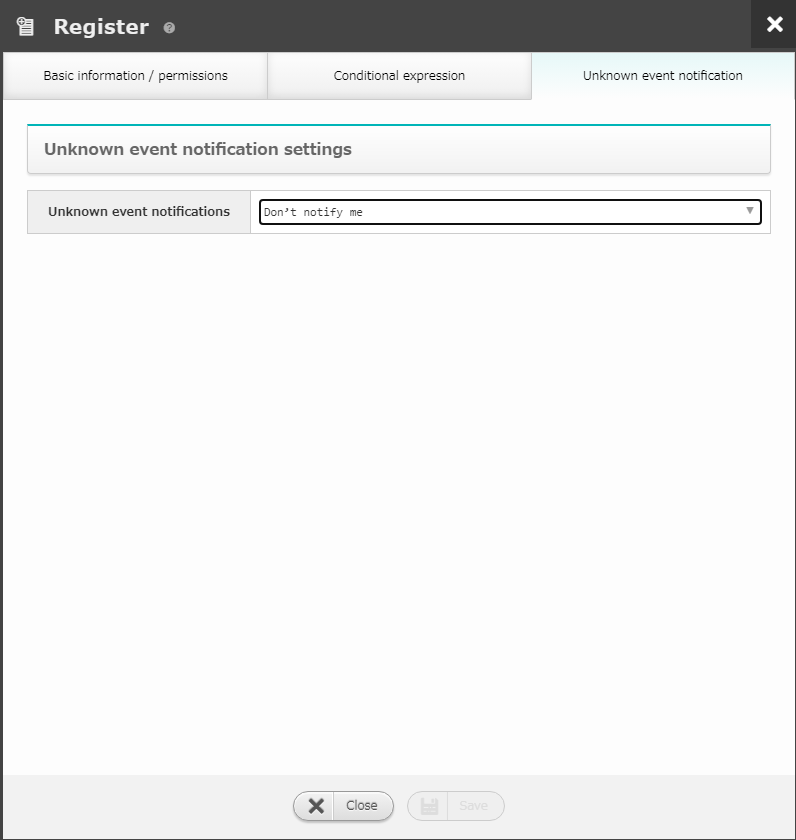 Register
Basic information / permissions
Conditional expression
Unknown event notification
Unknown event notification settings
Unknown event notifications
Don’t notify me
Close
Save